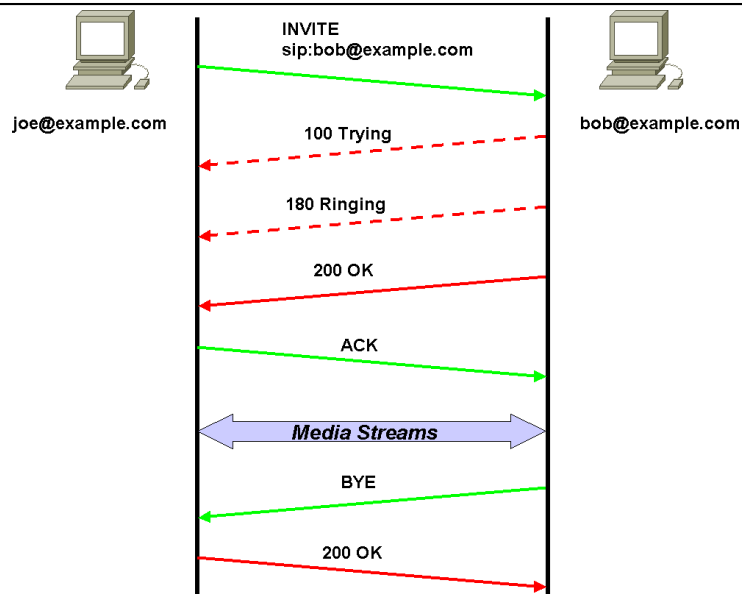 INVITE
sip:bob@example.com
joe@example.com
bob@example.com
100 Trying
180 Ringing
200 OK
ACK
Media Streams
BYE
200 OK